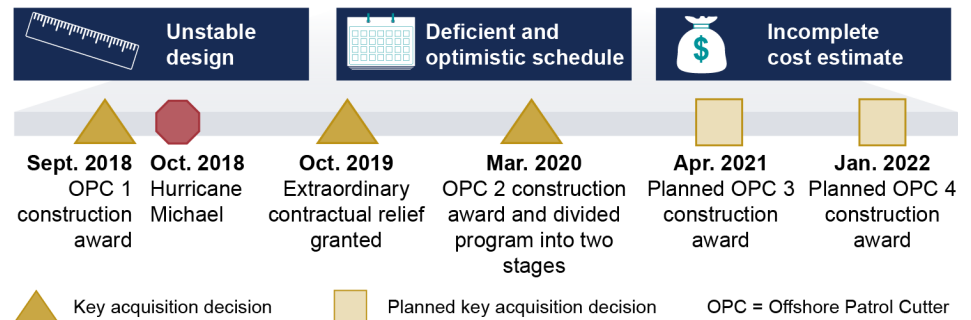 Unstable
design
Deficient and
optimistic schedule
$
Incomplete
cost estimate
Sept. 2018
OPC 1
construction
award
Oct. 2018
Hurricane
Michael
Oct. 2019
Extraordinary
contractual relief
granted
Mar. 2020
OPC 2 construction
award and divided
program into two
stages
Apr. 2021
Planned OPC 3
construction
award
Jan. 2022
Planned OPC 4
construction
award
Key acquisition decision
Planned key acquisition decision
OPC = Offshore Patrol Cutter